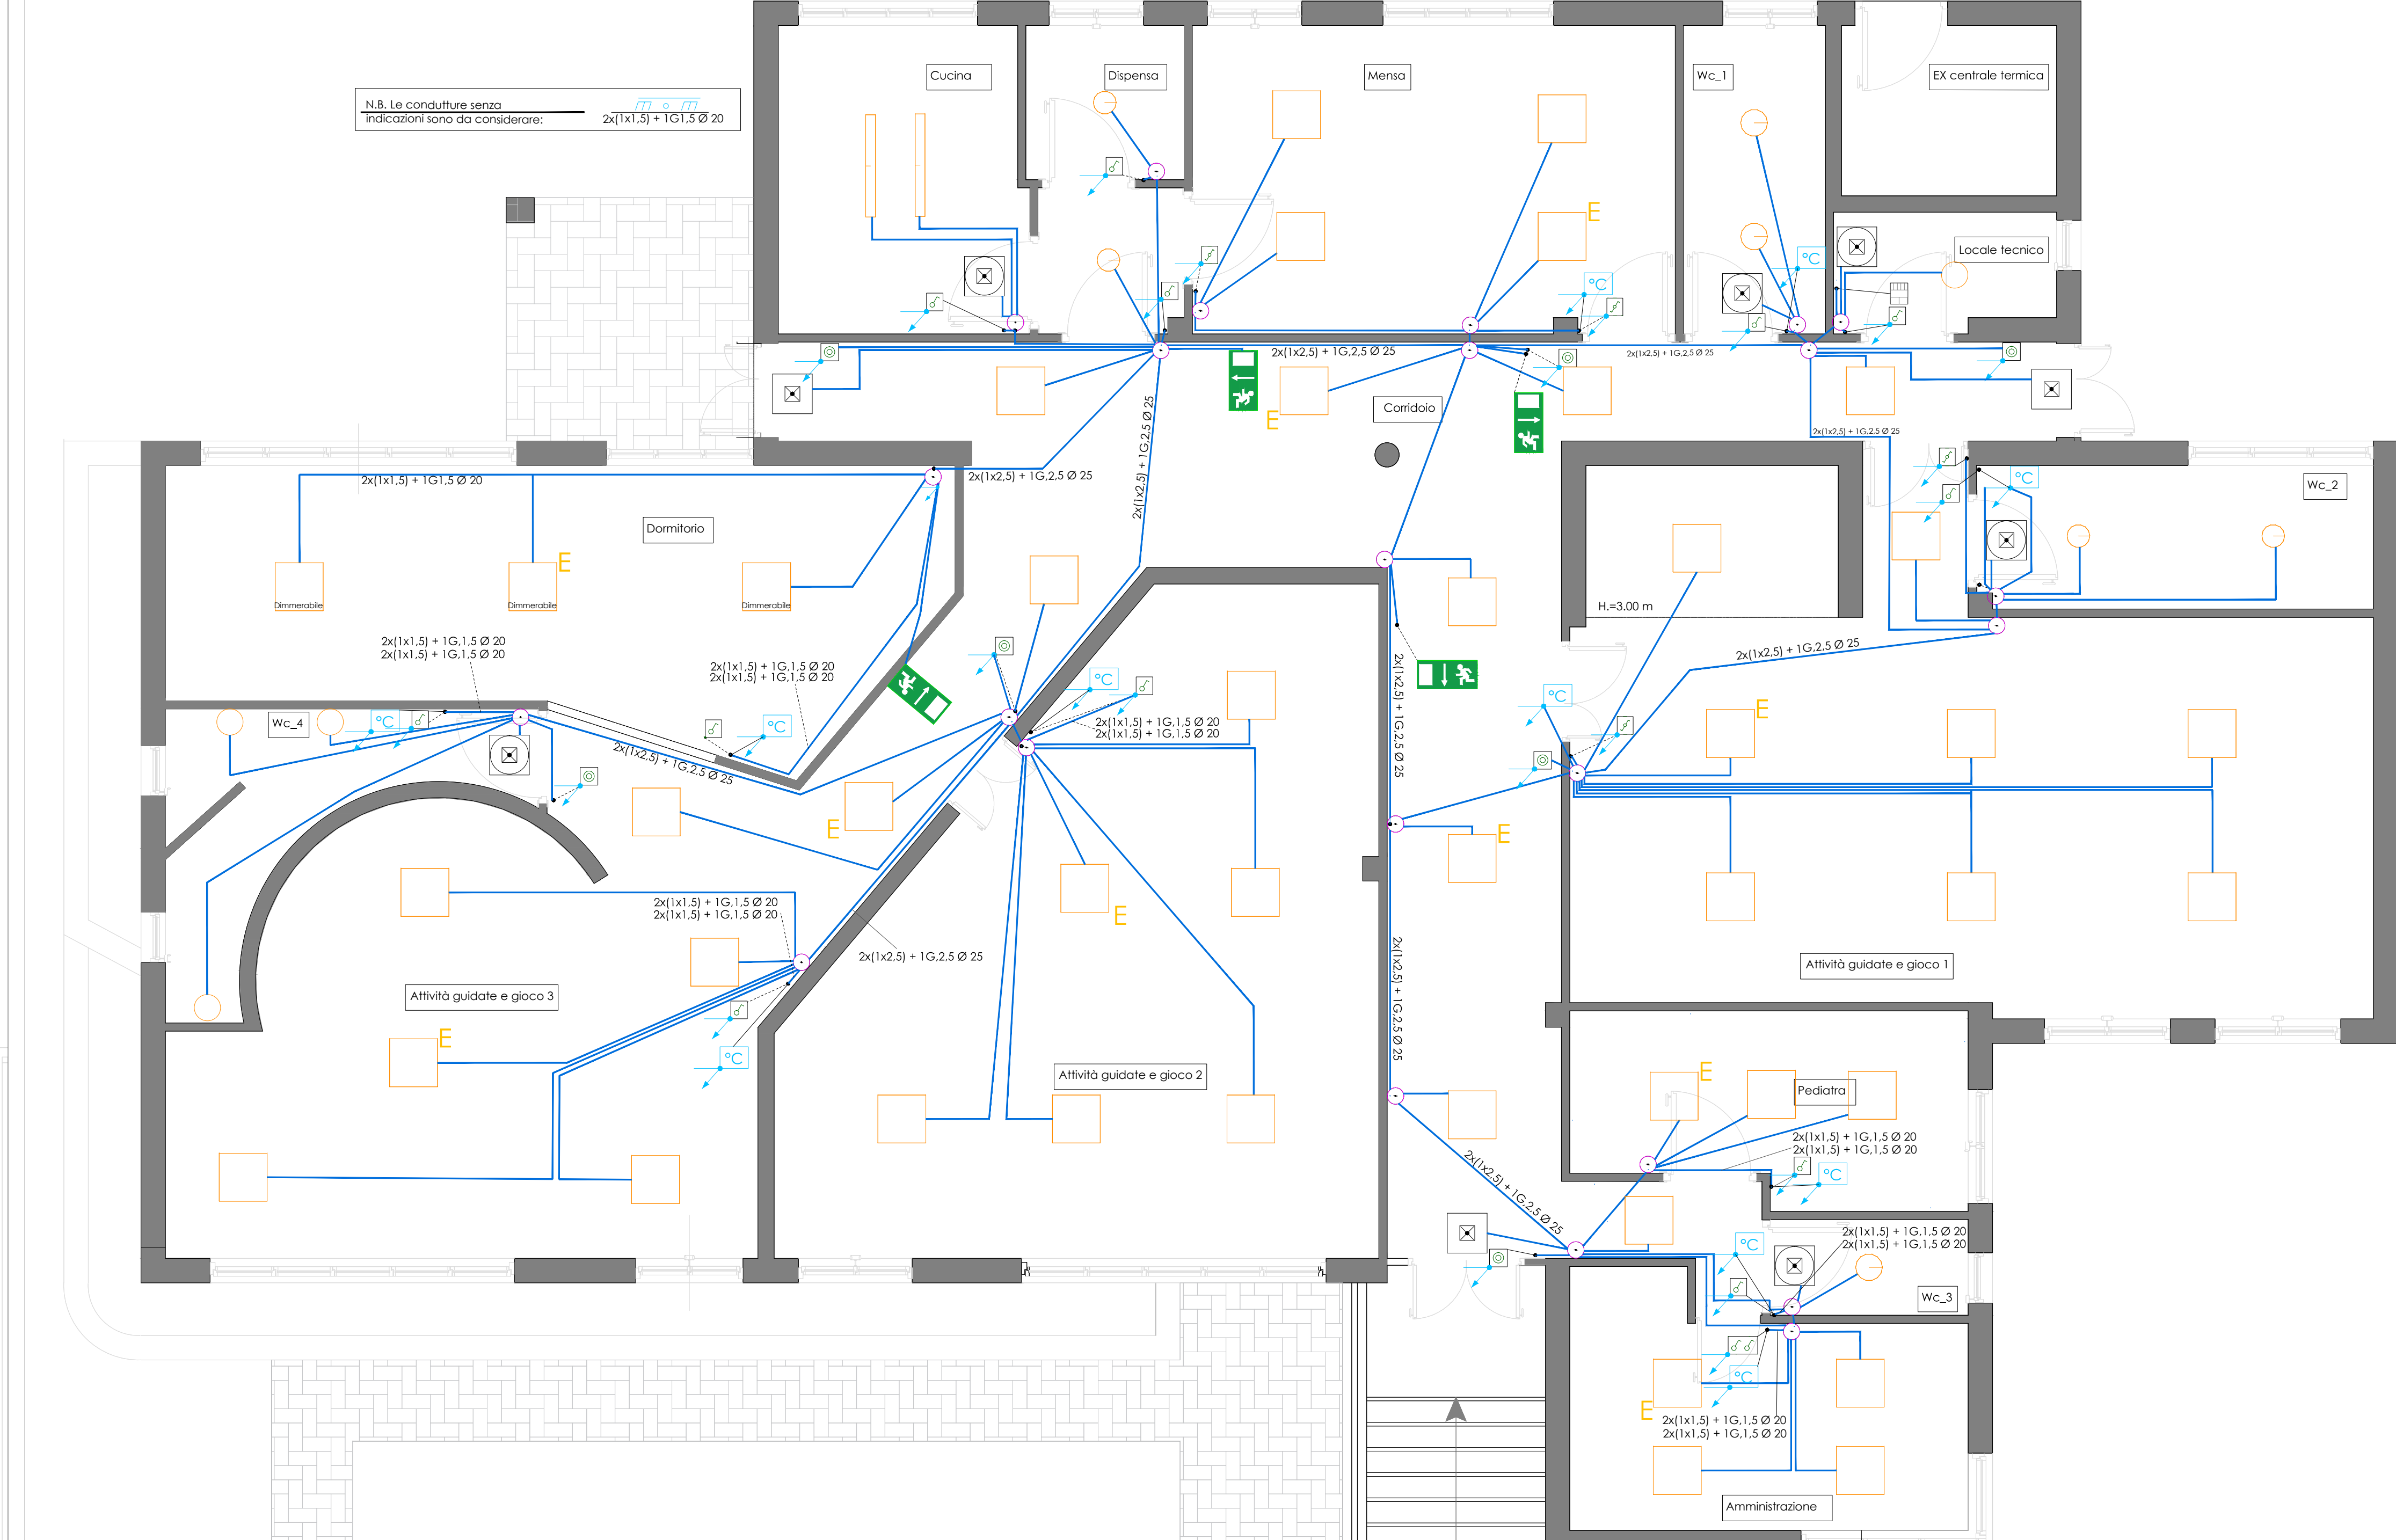 N.B. Le condutture senza
indicazioni sono da considerare:
2x(1x1,5) + 1G1,5 Ø 20
Cucina
Dispensa
Mensa
Wc_1
EX centrale termica
E
°C
°C
Locale tecnico
2x(1x2,5) + 1G,2,5 Ø 25
2x(1x2,5) + 1G,2,5 Ø 25
E
Corridoio
2x(1x2,5) + 1G,2,5 Ø 25
2x(1x2,5) + 1G,2,5 Ø 25
2x(1x1,5) + 1G1,5 Ø 20
2x(1x2,5) + 1G,2,5 Ø 25
°C
Wc_2
Dormitorio
E
Dimmerabile
Dimmerabile
Dimmerabile
H.=3.00 m
2x(1x1,5) + 1G,1,5 Ø 20
2x(1x1,5) + 1G,1,5 Ø 20
2x(1x1,5) + 1G,1,5 Ø 20
2x(1x1,5) + 1G,1,5 Ø 20
2x(1x2,5) + 1G,2,5 Ø 25
2x(1x2,5) + 1G,2,5 Ø 25
°C
°C
E
Wc_4
°C
°C
2x(1x1,5) + 1G,1,5 Ø 20
2x(1x1,5) + 1G,1,5 Ø 20
2x(1x2,5) + 1G,2,5 Ø 25
E
E
2x(1x1,5) + 1G,1,5 Ø 20
2x(1x1,5) + 1G,1,5 Ø 20
E
2x(1x2,5) + 1G,2,5 Ø 25
2x(1x2,5) + 1G,2,5 Ø 25
Attività guidate e gioco 1
Attività guidate e gioco 3
E
°C
Attività guidate e gioco 2
E
Pediatra
2x(1x1,5) + 1G,1,5 Ø 20
2x(1x1,5) + 1G,1,5 Ø 20
°C
2x(1x2,5) + 1G,2,5 Ø 25
2x(1x1,5) + 1G,1,5 Ø 20
2x(1x1,5) + 1G,1,5 Ø 20
°C
Wc_3
°C
E
2x(1x1,5) + 1G,1,5 Ø 20
2x(1x1,5) + 1G,1,5 Ø 20
Amministrazione